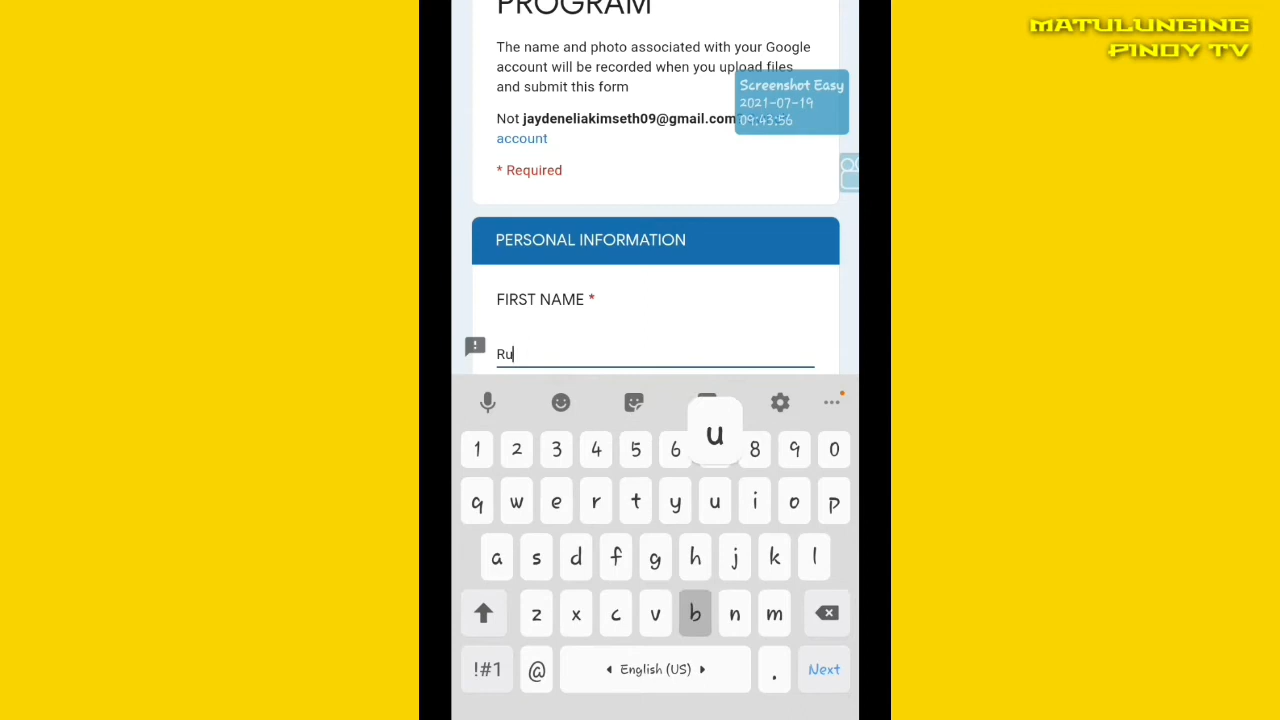 PROGRAM
MATULUNGING
PINOY TV
The name and photo associated with your Google
account will be recorded when you upload files
and submit this form
Screenshot Easy
2021-07-19
09:43:56
Not jaydeneliakimseth09@gmail.com
account
* Required
PERSONAL INFORMATION
FIRST NAME *
Ru
u
1 2 3 4 5 6 8 9 0
q w e r t y u i o p
a s d f g h j k l
z x c v b n m
!#1 @ English (US) . Next